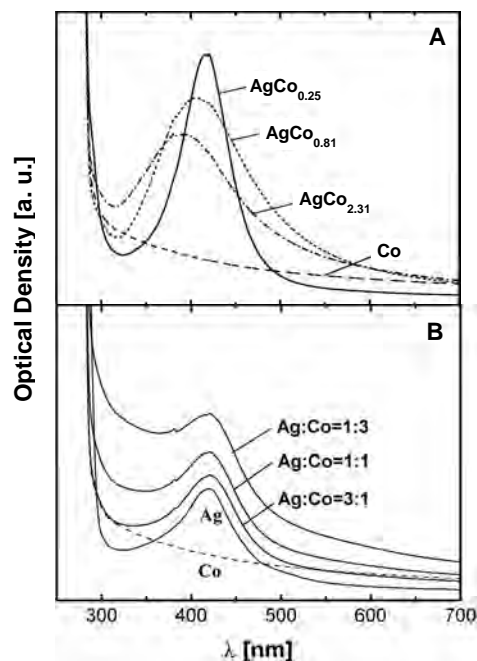 A
AgCo0.25
AgCo0.81
AgCo2.31
Co
Optical Density [a. u.]
B
Ag:Co=1:3
Ag:Co=1:1
Ag:Co=3:1
Ag
Co
300 400 500 600 700
λ [nm]